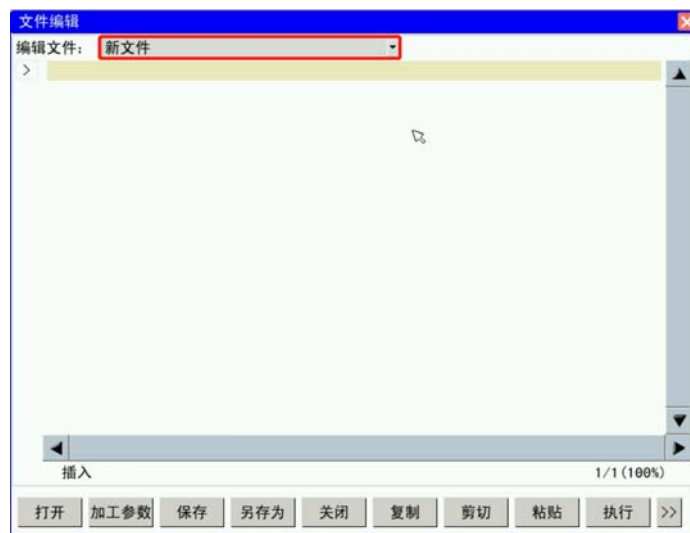 文件编辑
编辑文件: 新文件
>
插入 1/1(100%)
打开 加工参数 保存 另存为 关闭 复制 剪切 粘贴 执行 >>